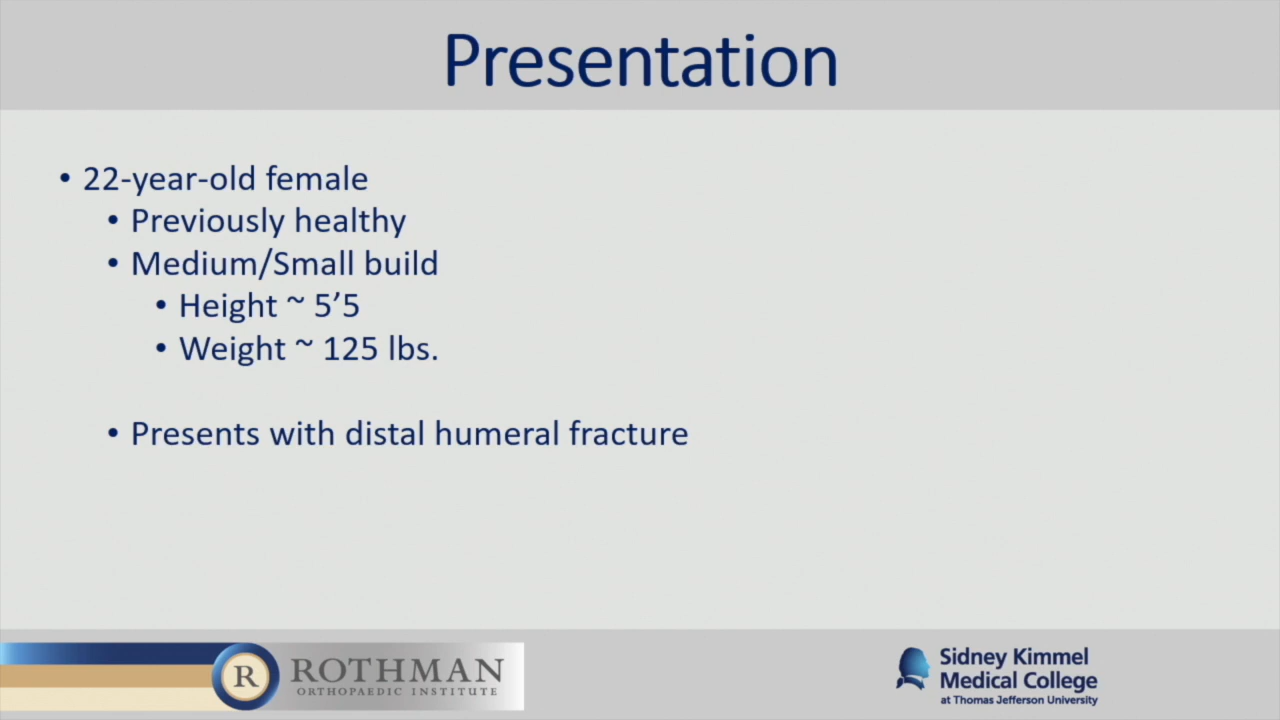 Presentation
• 22-year-old female
• Previously healthy
• Medium/Small build
• Height ~ 5’5
• Weight ~ 125 lbs.
• Presents with distal humeral fracture
R ROTHMAN
ORTHOPAEDIC INSTITUTE
Sidney Kimmel
Medical College
at Thomas Jefferson University